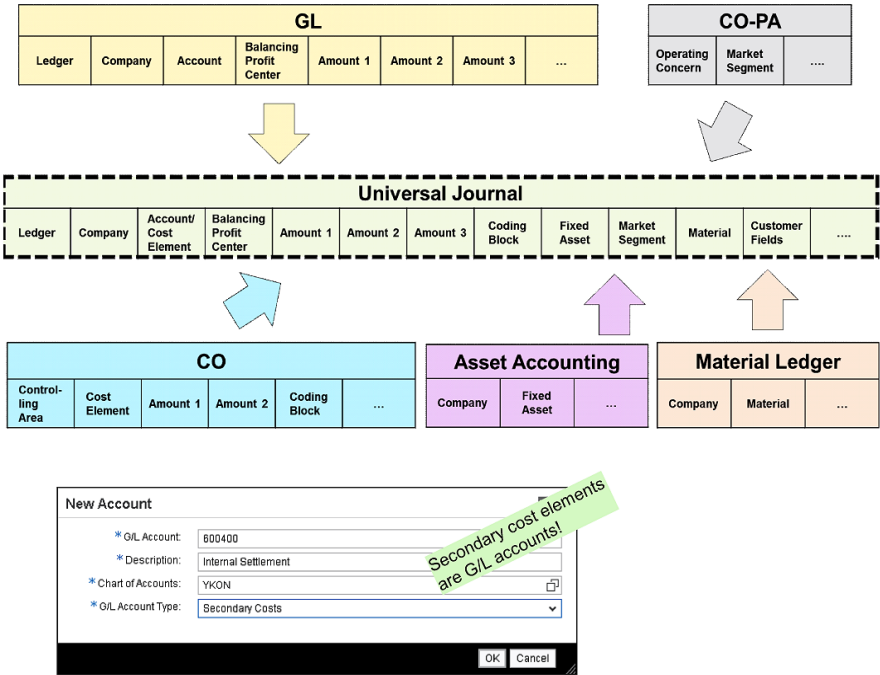 GL
Ledger
Company
Account
Balancing
Profit
Center
Amount 1
Amount 2
Amount 3
...
CO-PA
Operating
Concern
Market
Segment
....
Universal Journal
Ledger
Company
Account/
Cost
Element
Balancing
Profit
Center
Amount 1
Amount 2
Amount 3
Coding
Block
Fixed
Asset
Market
Segment
Material
Customer
Fields
....
CO
Control-
ling
Area
Cost
Element
Amount 1
Amount 2
Coding
Block
...
Asset Accounting
Company
Fixed
Asset
...
Material Ledger
Company
Material
...
New Account
*G/L Account:
600400
*Description:
Internal Settlement
*Chart of Accounts:
YKON
*G/L Account Type:
Secondary Costs
Secondary cost elements
are G/L accounts!
OK
Cancel